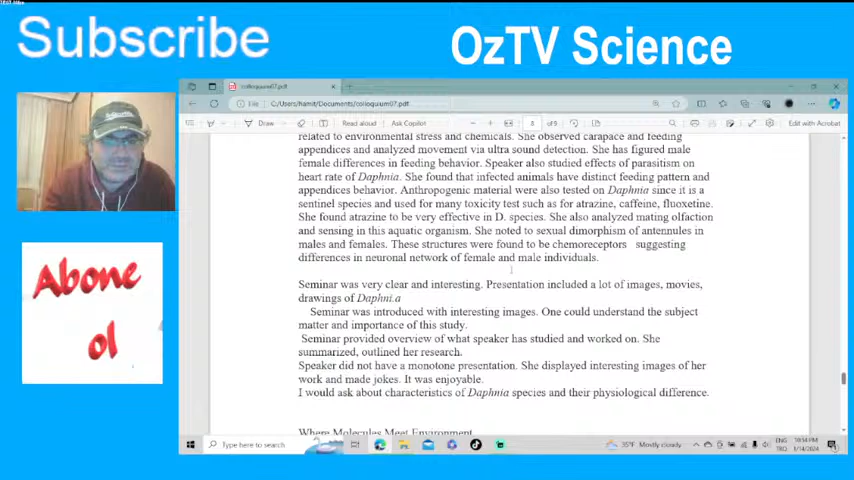 Subscribe
OzTV Science
colloquium07.pdf
File
C:/Users/hamit/Documents/colloquium07.pdf
Draw
Read aloud
Ask Copilot
8
of 9
Edit with Acrobat
related to environmental stress and chemicals. She observed carapace and feeding
appendices and analyzed movement via ultra sound detection. She has figured male
female differences in feeding behavior. Speaker also studied effects of parasitism on
heart rate of Daphnia. She found that infected animals have distinct feeding pattern and
appendices behavior. Anthropogenic material were also tested on Daphnia since it is a
sentinel species and used for many toxicity test such as for atrazine, caffeine, fluoxetine.
She found atrazine to be very effective in D. species. She also analyzed mating olfaction
and sensing in this aquatic organism. She noted to sexual dimorphism of antennules in
males and females. These structures were found to be chemoreceptors suggesting
differences in neuronal network of female and male individuals.
Seminar was very clear and interesting. Presentation included a lot of images, movies,
drawings of Daphni.a
Seminar was introduced with interesting images. One could understand the subject
matter and importance of this study.
Seminar provided overview of what speaker has studied and worked on. She
summarized, outlined her research.
Speaker did not have a monotone presentation. She displayed interesting images of her
work and made jokes. It was enjoyable.
I would ask about characteristics of Daphnia species and their physiological difference.
Where Molecules Meet Environment
Abone
ol
Type here to search
35°F Mostly cloudy